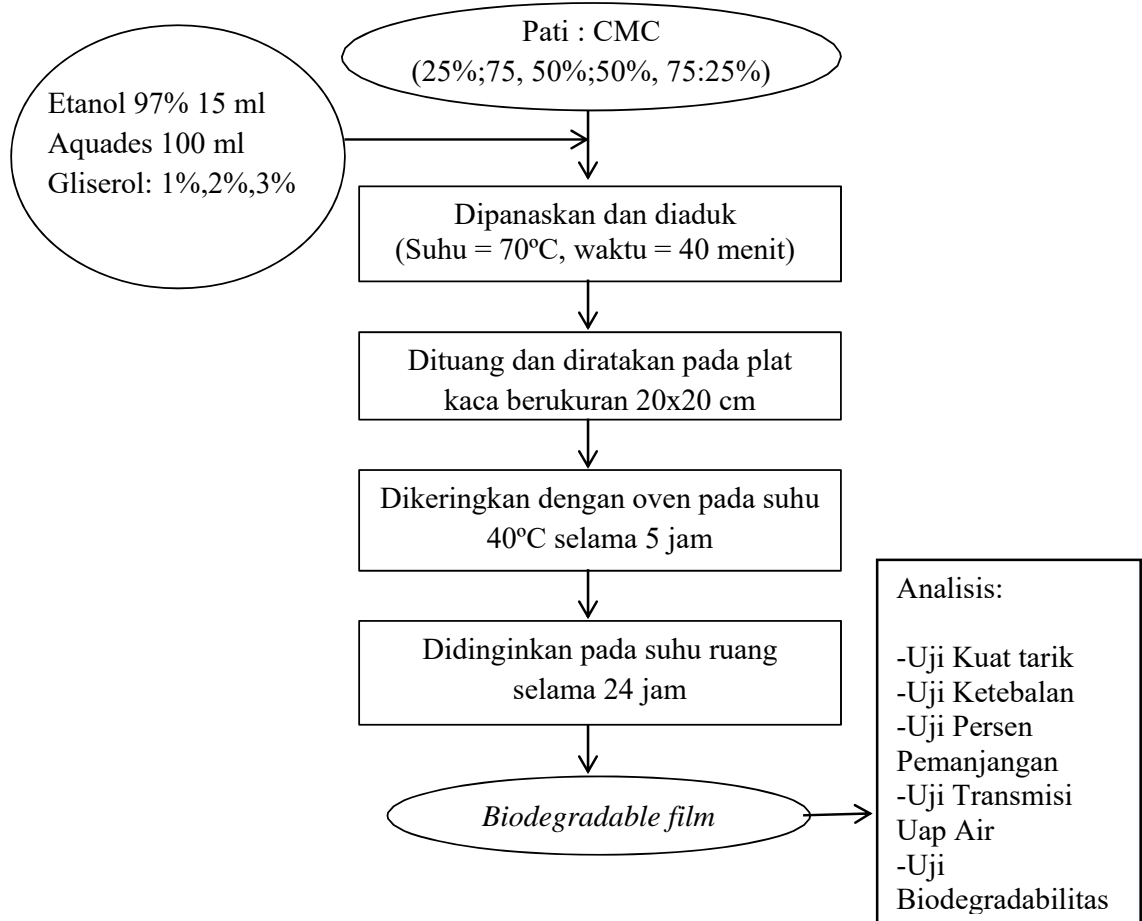 Pati : CMC
(25%;75, 50%;50%, 75:25%)
Etanol 97% 15 ml
Aquades 100 ml
Gliserol: 1%,2%,3%
Dipanaskan dan diaduk
(Suhu = 70ºC, waktu = 40 menit)
Dituang dan diratakan pada plat
kaca berukuran 20x20 cm
Dikeringkan dengan oven pada suhu
40ºC selama 5 jam
Didinginkan pada suhu ruang
selama 24 jam
Biodegradable film
Analisis:
-Uji Kuat tarik
-Uji Ketebalan
-Uji Persen
Pemanjangan
-Uji Transmisi
Uap Air
-Uji
Biodegradabilitas